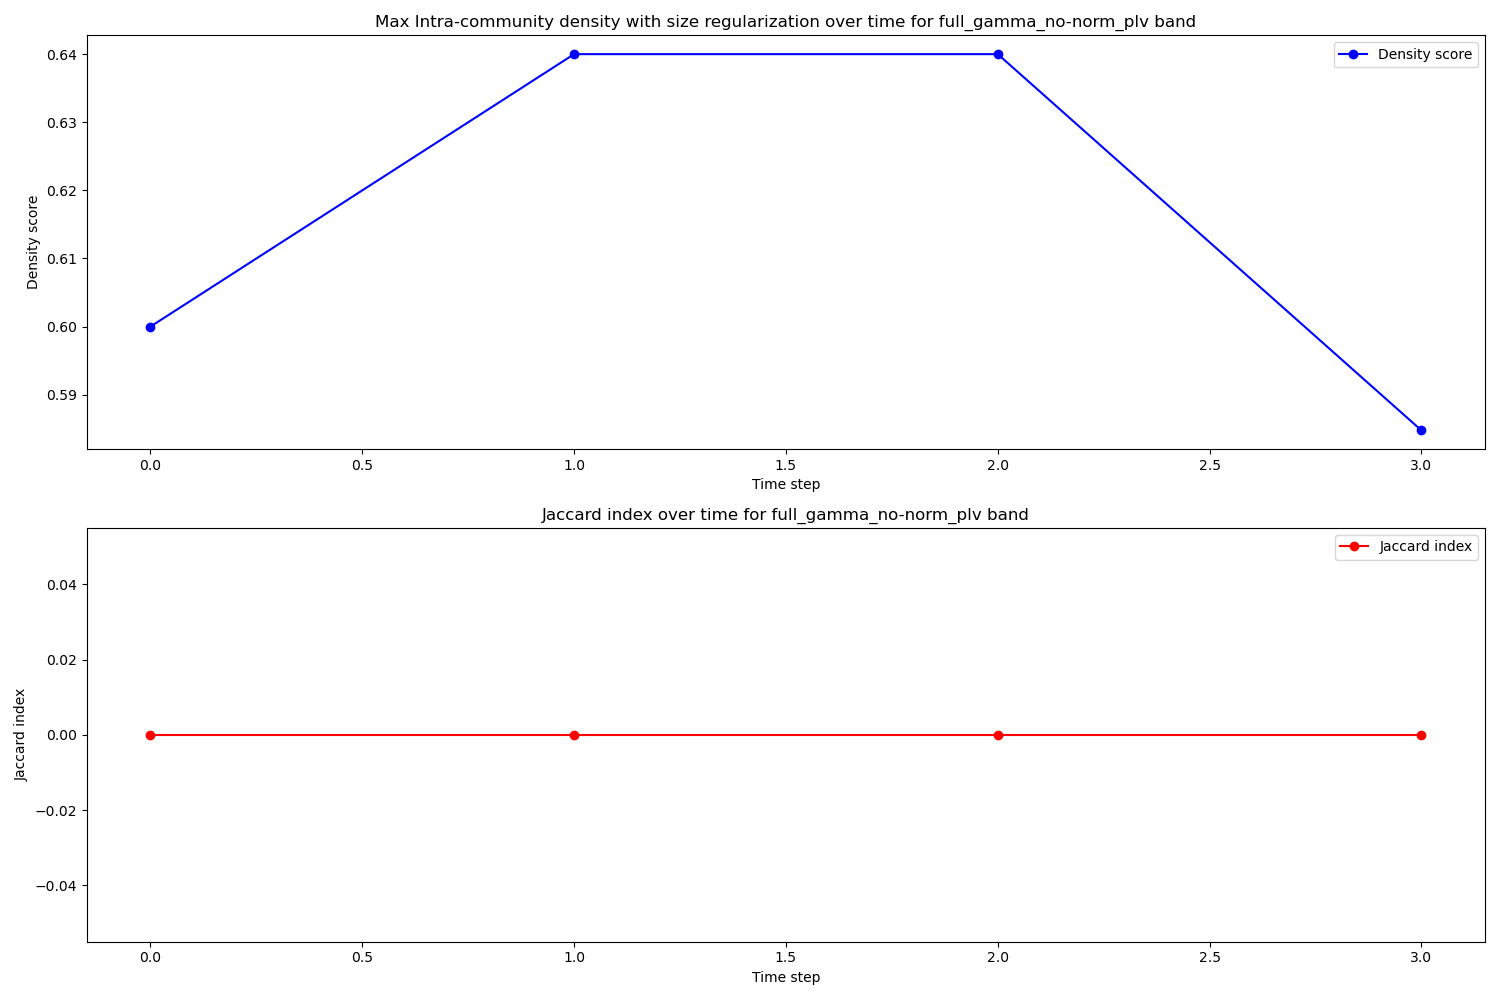 Max Intra-community density with size regularization over time for full_gamma_no-norm_plv band
Density score
0.64
0.63
0.62
0.61
0.60
0.59
Density score
0.0 0.5 1.0 1.5 2.0 2.5 3.0
Time step
Jaccard index over time for full_gamma_no-norm_plv band
Jaccard index
0.04
0.02
0.00
−0.02
−0.04
Jaccard index
0.0 0.5 1.0 1.5 2.0 2.5 3.0
Time step